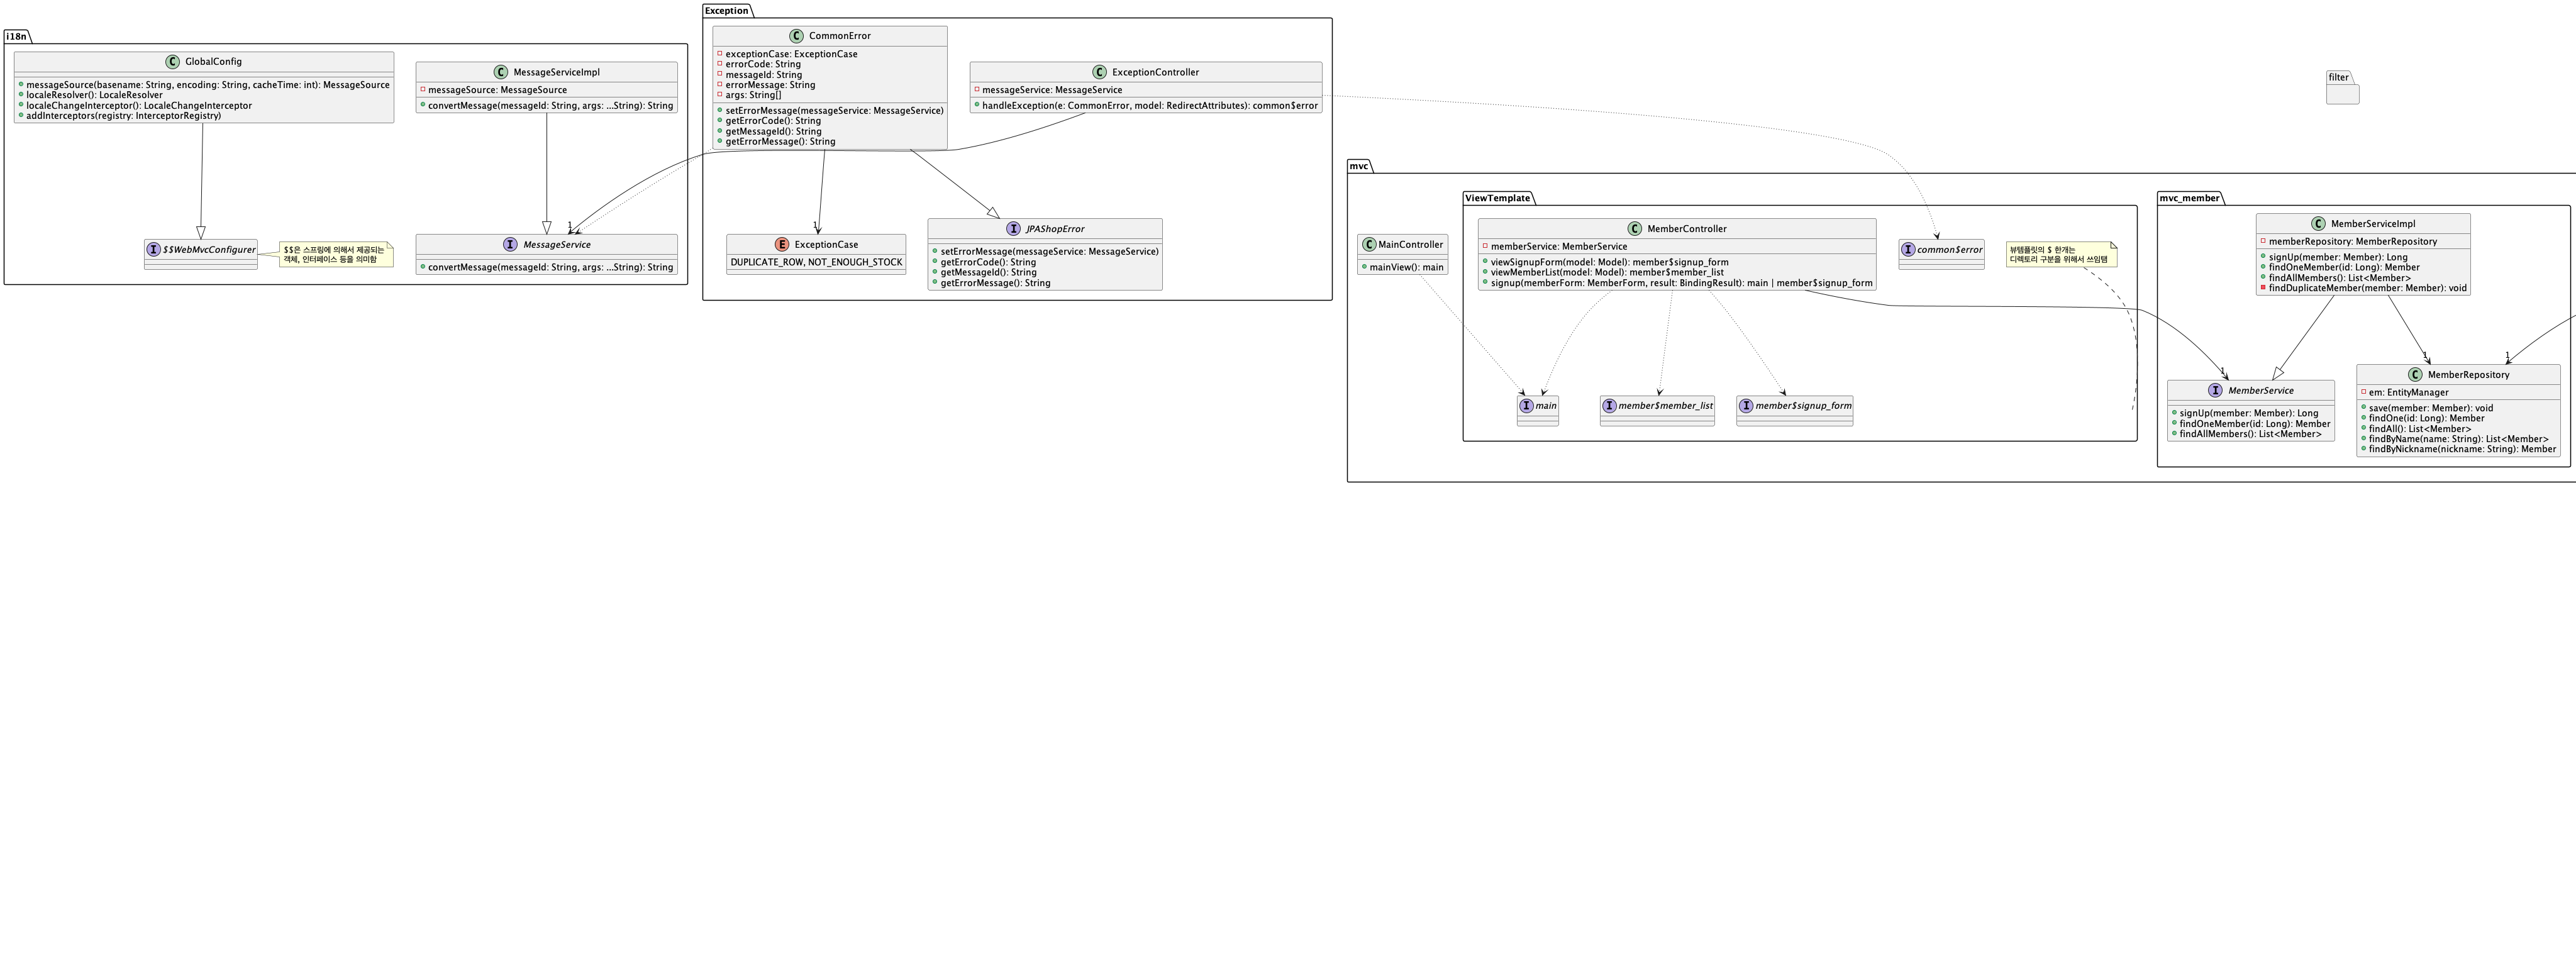 i18n
GlobalConfig
messageSource(basename: String, encoding: String, cacheTime: int): MessageSource
localeResolver(): LocaleResolver
localeChangeInterceptor(): LocaleChangeInterceptor
addInterceptors(registry: InterceptorRegistry)
MessageServiceImpl
messageSource: MessageSource
convertMessage(messageId: String, args: ...String): String
$$WebMvcConfigurer
$$은 스프링에 의해서 제공되는
객체, 인터페이스 등을 의미함
1
MessageService
convertMessage(messageId: String, args: ...String): String
Exception
CommonError
exceptionCase: ExceptionCase
errorCode: String
messageId: String
errorMessage: String
args: String[]
setErrorMessage(messageService: MessageService)
getErrorCode(): String
getMessageId(): String
getErrorMessage(): String
ExceptionController
messageService: MessageService
handleException(e: CommonError, model: RedirectAttributes): common$error
1
ExceptionCase
DUPLICATE_ROW, NOT_ENOUGH_STOCK
JPAShopError
setErrorMessage(messageService: MessageService)
getErrorCode(): String
getMessageId(): String
getErrorMessage(): String
filter
mvc
MainController
mainView(): main
ViewTemplate
MemberController
memberService: MemberService
viewSignupForm(model: Model): member$signup_form
viewMemberList(model: Model): member$member_list
signup(memberForm: MemberForm, result: BindingResult): main | member$signup_form
common$error
뷰템플릿의 $ 한개는
디렉토리 구분을 위해서 쓰임템
main
member$member_list
member$signup_form
mvc_member
MemberServiceImpl
memberRepository: MemberRepository
signUp(member: Member): Long
findOneMember(id: Long): Member
findAllMembers(): List<Member>
findDuplicateMember(member: Member): void
1
1
1
MemberService
signUp(member: Member): Long
findOneMember(id: Long): Member
findAllMembers(): List<Member>
MemberRepository
em: EntityManager
save(member: Member): void
findOne(id: Long): Member
findAll(): List<Member>
findByName(name: String): List<Member>
findByNickname(nickname: String): Member